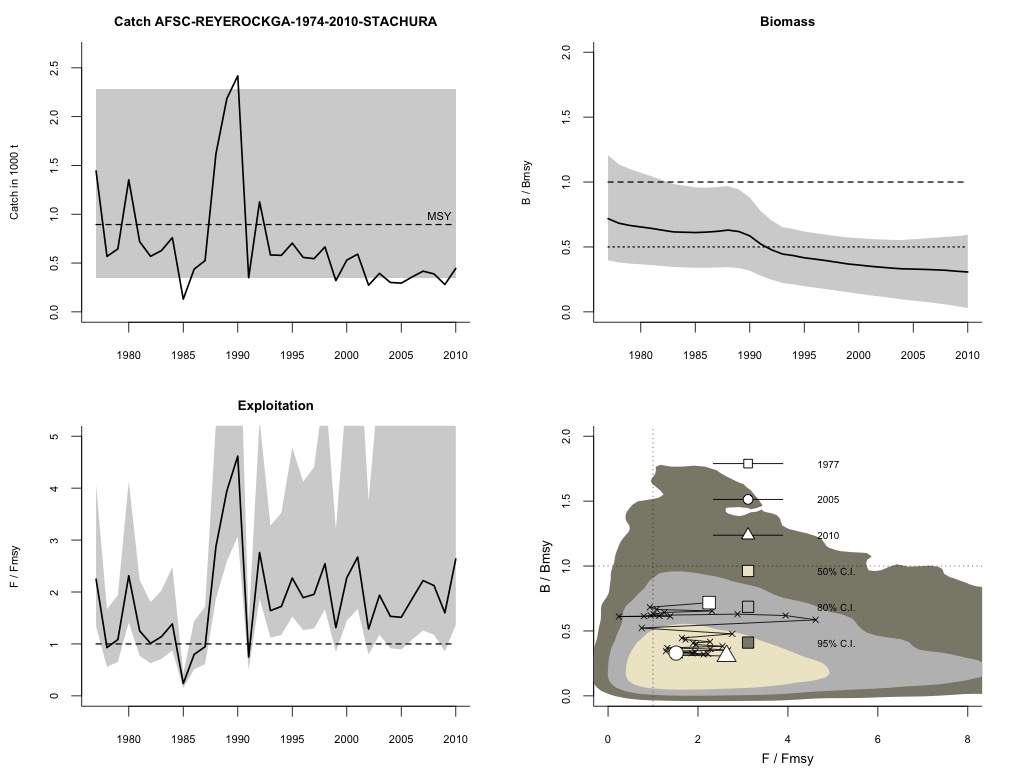 Catch AFSC-REYEROCKGA-1974-2010-STACHURA
Catch in 1000 t
0.0 0.5 1.0 1.5 2.0 2.5
MSY
1980 1985 1990 1995 2000 2005 2010
Biomass
B / Bmsy
0.0 0.5 1.0 1.5 2.0
1980 1985 1990 1995 2000 2005 2010
Exploitation
F / Fmsy
0 1 2 3 4 5
1980 1985 1990 1995 2000 2005 2010
B / Bmsy
0.0 0.5 1.0 1.5 2.0
1977
2005
2010
50% C.I.
80% C.I.
95% C.I.
0 2 4 6 8
F / Fmsy